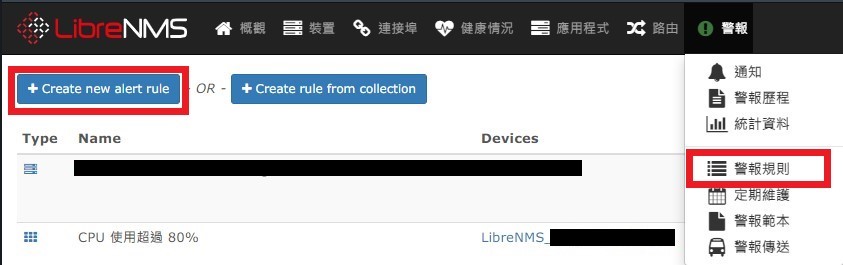 LibreNMS 概觀 裝置 連接埠 健康情況 應用程式 路由 警報
+ Create new alert rule - OR - + Create rule from collection
通知
警報歷程
統計資料
Type Name Devices
警報規則
定期維護
警報範本
CPU 使用超過 80% LibreNMS_
警報傳送